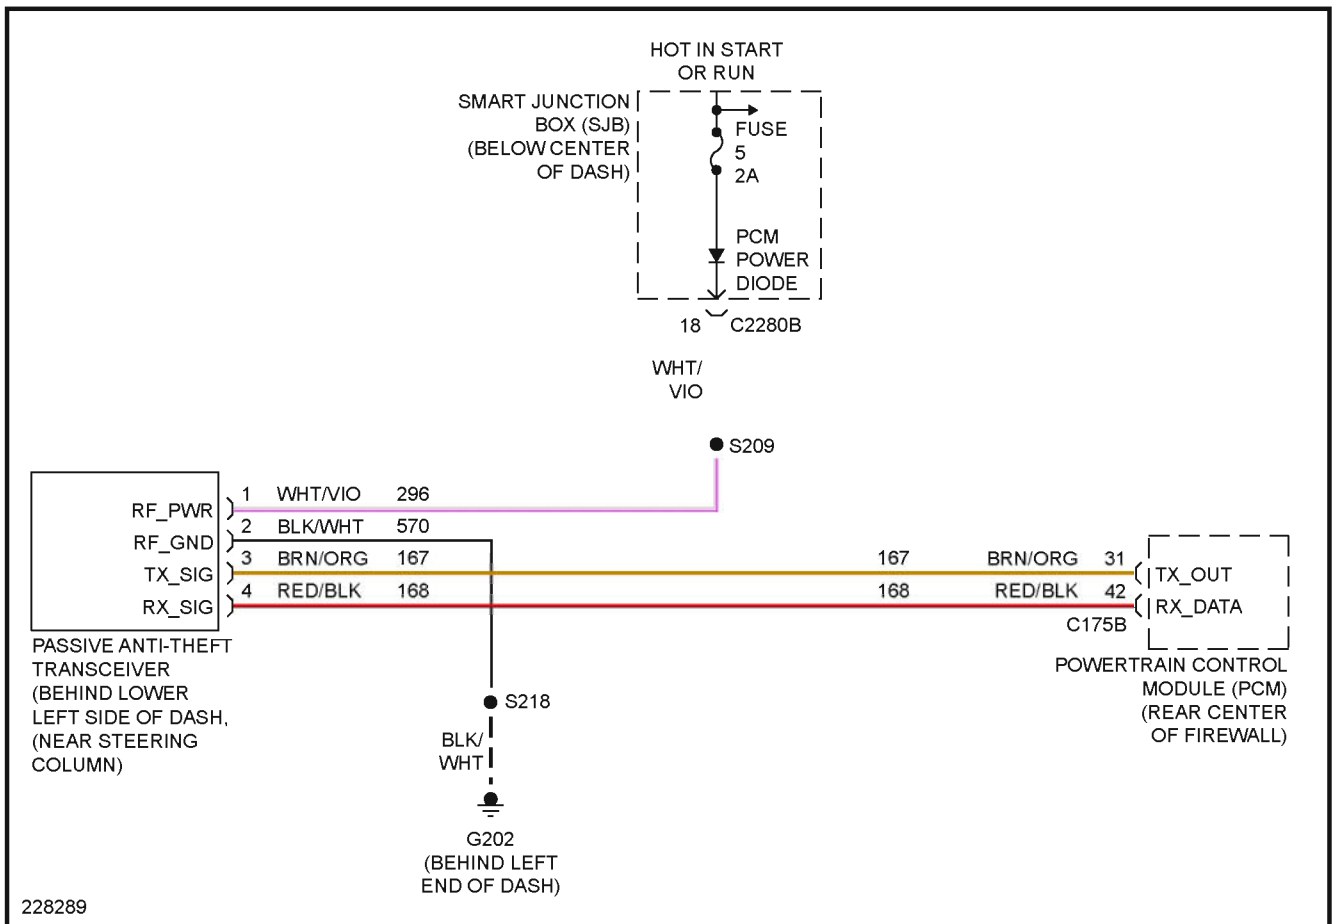 HOT IN START
OR RUN
SMART JUNCTION
BOX (SJB)
(BELOW CENTER
OF DASH)
FUSE
5
2A
PCM
POWER
DIODE
18
C2280B
WHT/
VIO
S209
RF_PWR
1
WHT/VIO
296
RF_GND
2
BLK/WHT
570
TX_SIG
3
BRN/ORG
167
167
BRN/ORG
31
TX_OUT
RX_SIG
4
RED/BLK
168
168
RED/BLK
42
RX_DATA
C175B
PASSIVE ANTI-THEFT
TRANSCEIVER
(BEHIND LOWER
LEFT SIDE OF DASH,
(NEAR STEERING
COLUMN)
POWERTRAIN CONTROL
MODULE (PCM)
(REAR CENTER
OF FIREWALL)
S218
BLK/
WHT
G202
(BEHIND LEFT
END OF DASH)
228289